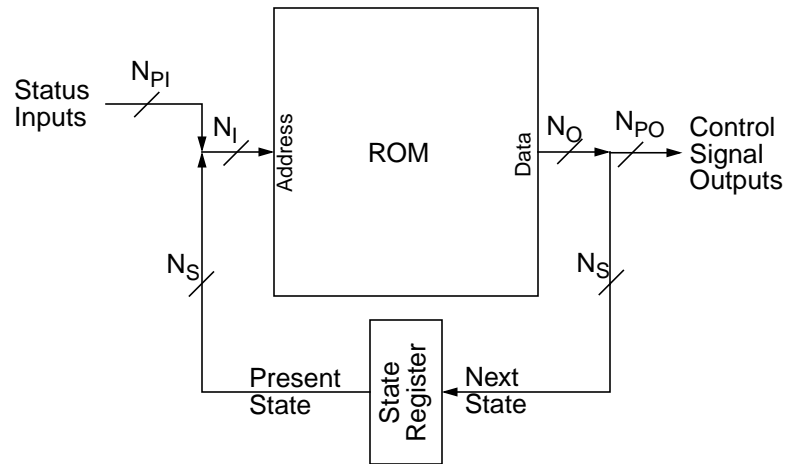 Status
Inputs
N_PI
N_I
Address
ROM
Data
N_O
N_PO
Control
Signal
Outputs
N_S
N_S
Present
State
State
Register
Next
State